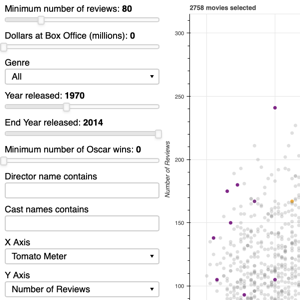 Minimum number of reviews: 80
Dollars at Box Office (millions): 0
Genre
All
Year released: 1970
End Year released: 2014
Minimum number of Oscar wins: 0
Director name contains
Cast names contains
X Axis
Tomato Meter
Y Axis
Number of Reviews
2758 movies selected
300
250
200
150
100
Number of Reviews